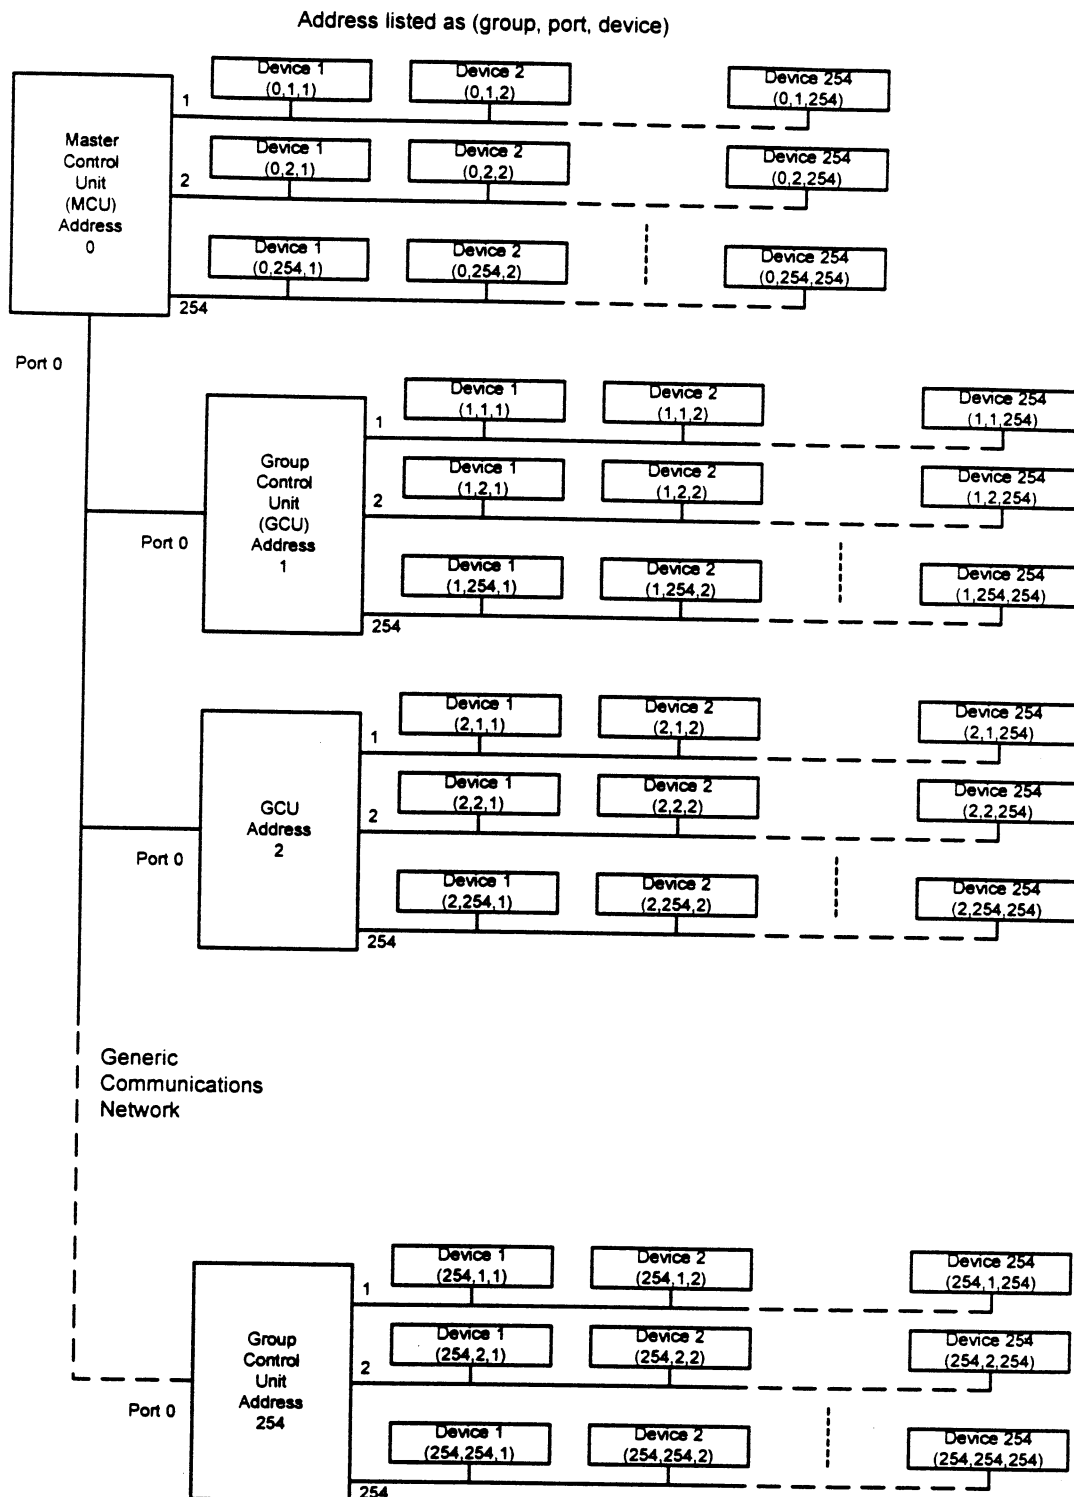 Address listed as (group, port, device)
Master
Control
Unit
(MCU)
Address
0
1
Device 1
(0,1,1)
Device 2
(0,1,2)
Device 254
(0,1,254)
2
Device 1
(0,2,1)
Device 2
(0,2,2)
Device 254
(0,2,254)
254
Device 1
(0,254,1)
Device 2
(0,254,2)
Device 254
(0,254,254)
Port 0
Port 0
Group
Control
Unit
(GCU)
Address
1
1
Device 1
(1,1,1)
Device 2
(1,1,2)
Device 254
(1,1,254)
2
Device 1
(1,2,1)
Device 2
(1,2,2)
Device 254
(1,2,254)
254
Device 1
(1,254,1)
Device 2
(1,254,2)
Device 254
(1,254,254)
Port 0
GCU
Address
2
1
Device 1
(2,1,1)
Device 2
(2,1,2)
Device 254
(2,1,254)
2
Device 1
(2,2,1)
Device 2
(2,2,2)
Device 254
(2,2,254)
254
Device 1
(2,254,1)
Device 2
(2,254,2)
Device 254
(2,254,254)
Generic
Communications
Network
Port 0
Group
Control
Unit
Address
254
1
Device 1
(254,1,1)
Device 2
(254,1,2)
Device 254
(254,1,254)
2
Device 1
(254,2,1)
Device 2
(254,2,2)
Device 254
(254,2,254)
254
Device 1
(254,254,1)
Device 2
(254,254,2)
Device 254
(254,254,254)